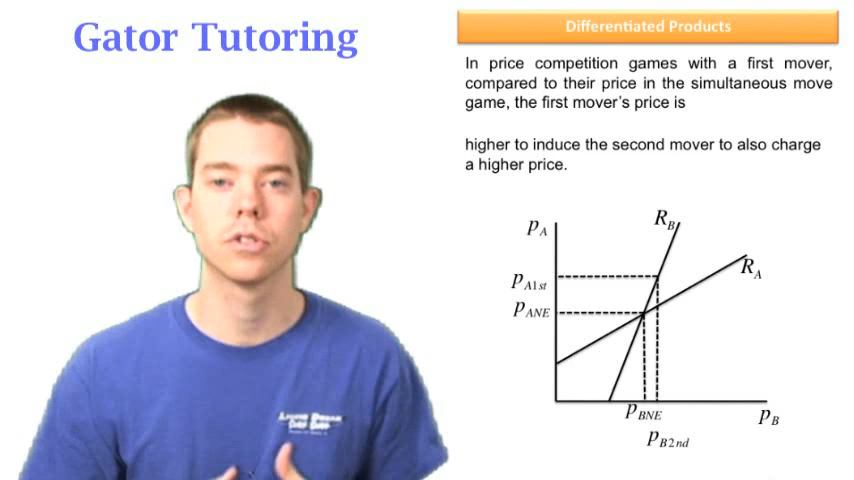 Gator Tutoring
Differentiated Products
In price competition games with a first mover,
compared to their price in the simultaneous move
game, the first mover's price is
higher to induce the second mover to also charge
a higher price.
p_A
R_B
R_A
p_A1st
p_ANE
p_BNE
p_B
p_B2nd